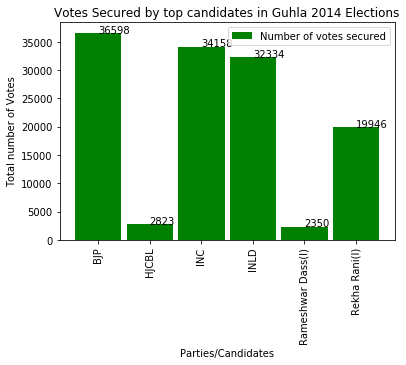 Votes Secured by top candidates in Guhla 2014 Elections
Number of votes secured
Total number of Votes
35000
30000
25000
20000
15000
10000
5000
0
36598
2823
34158
32334
2350
19946
BJP
HJCBL
INC
INLD
Rameshwar Dass(I)
Rekha Rani(I)
Parties/Candidates